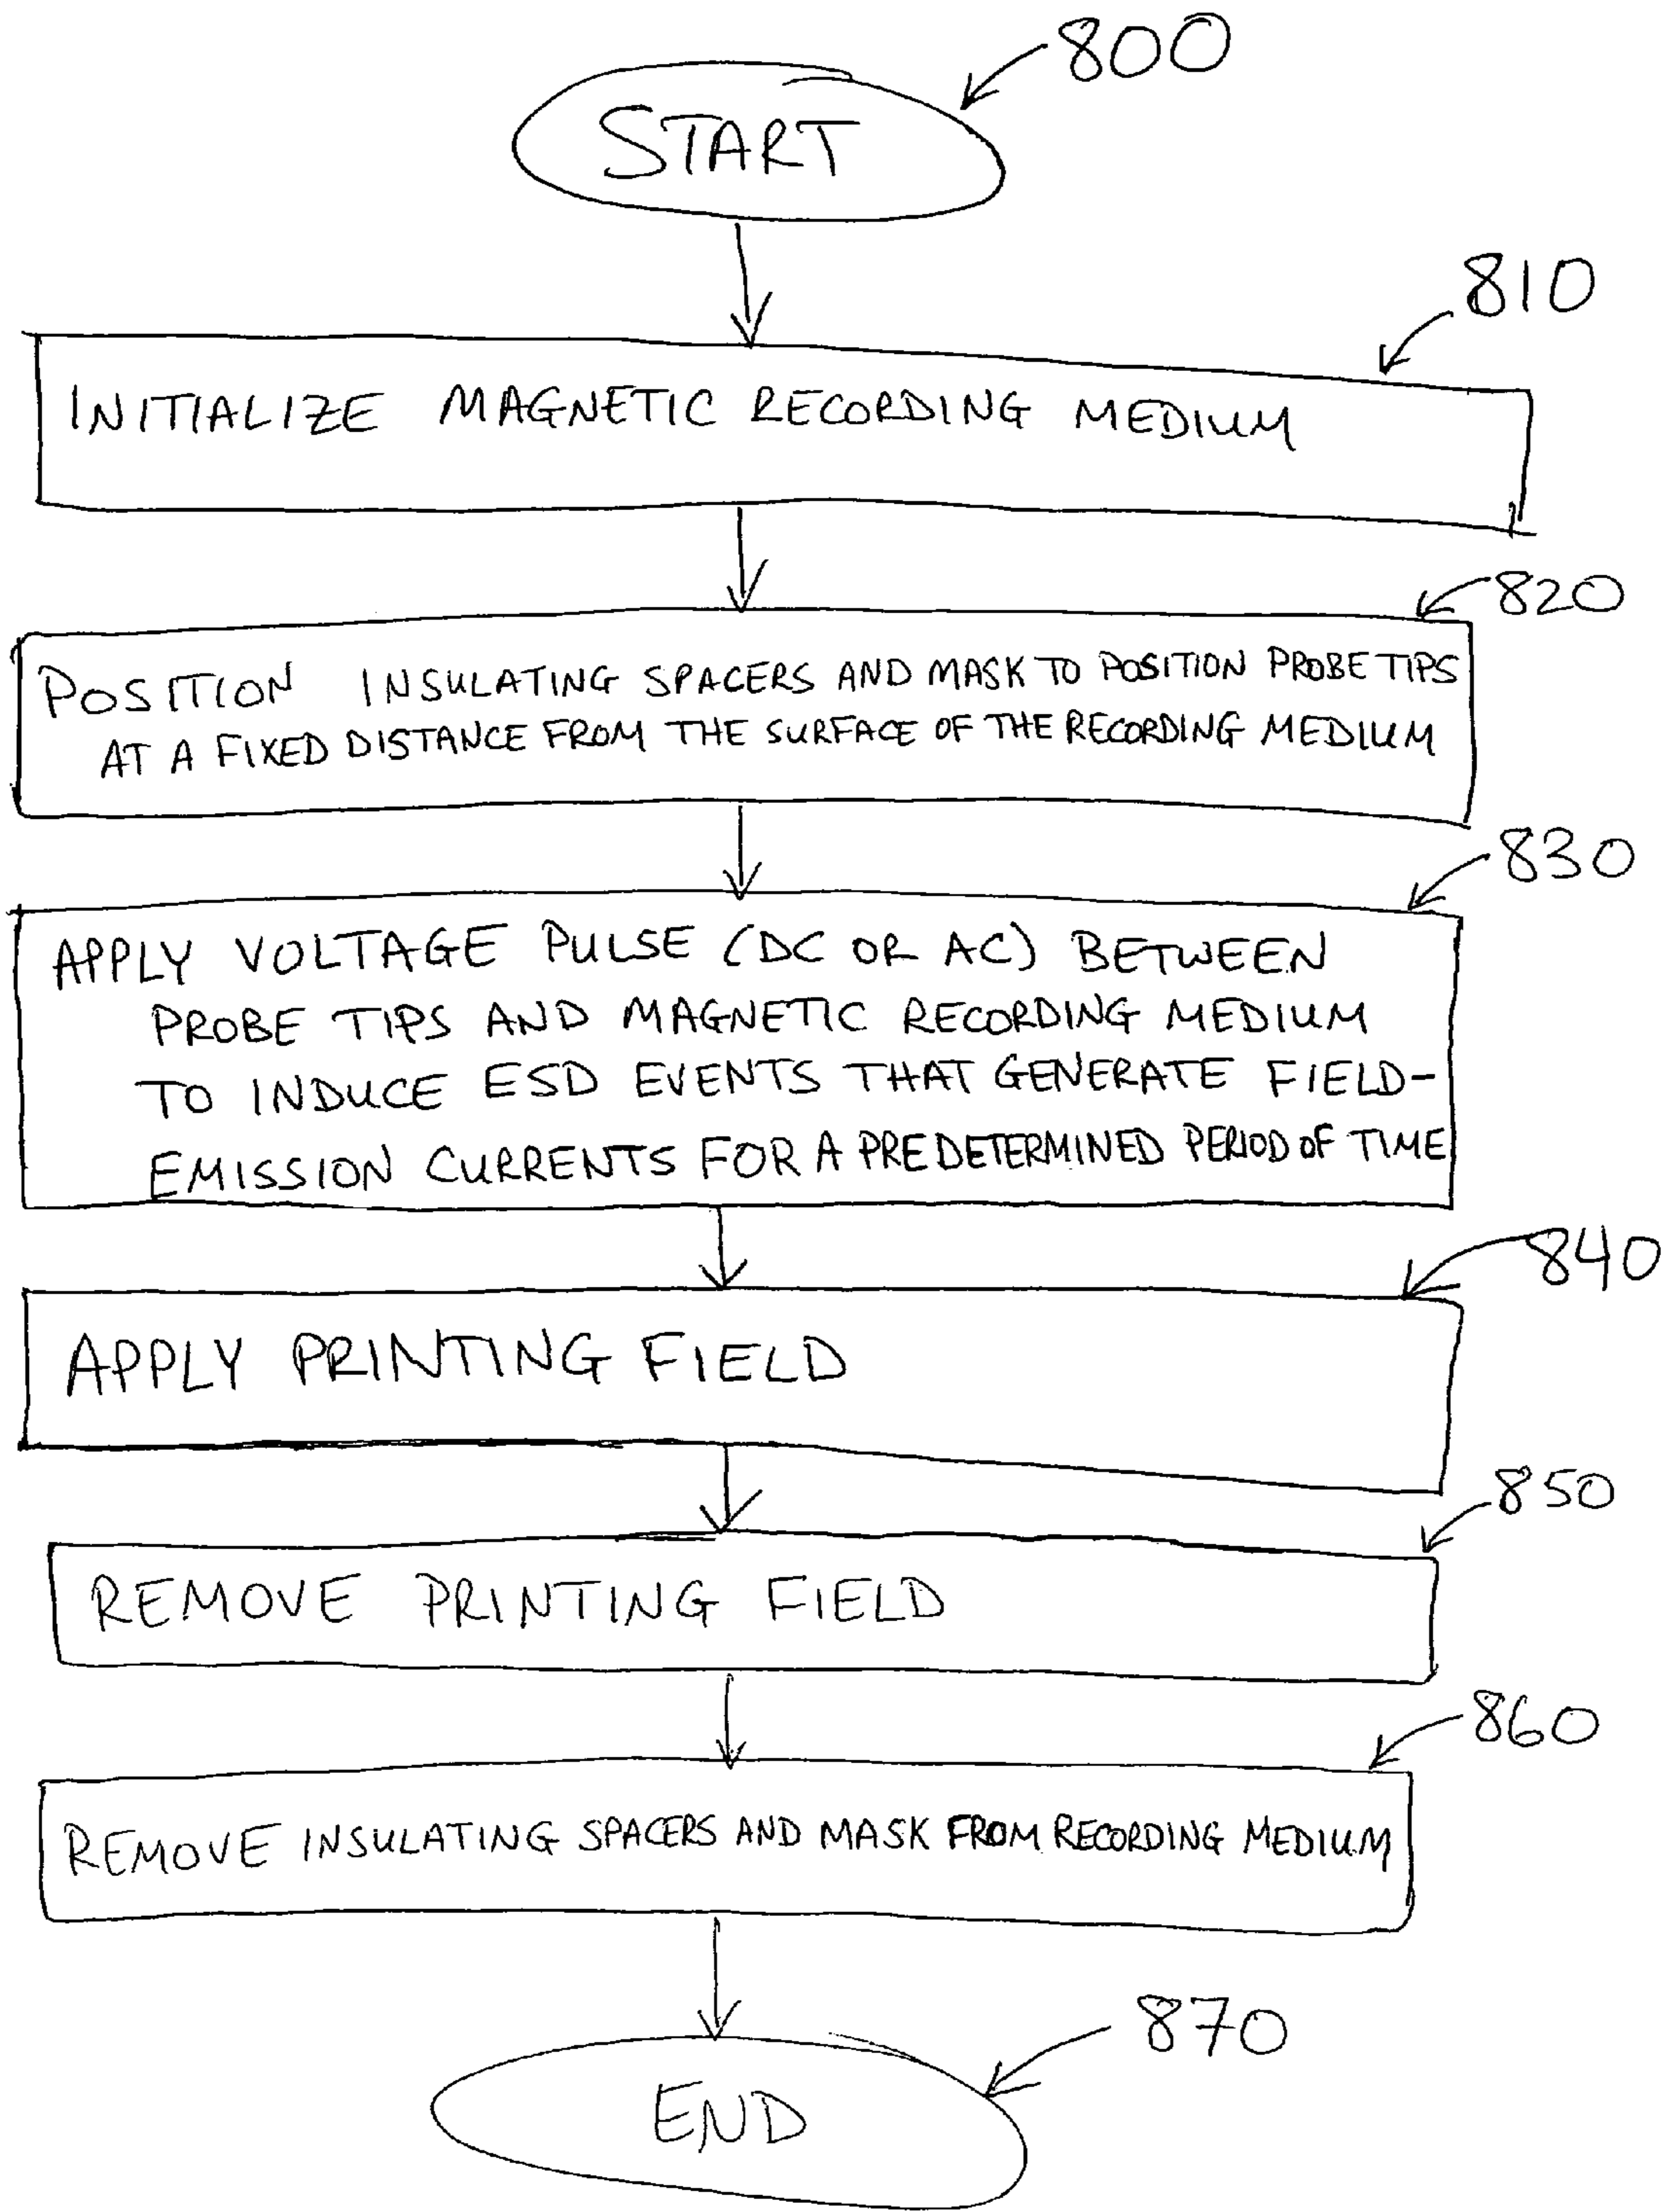 800
START
810
INITIALIZE MAGNETIC RECORDING MEDIUM
820
POSITION INSULATING SPACERS AND MASK TO POSITION PROBE TIPS
AT A FIXED DISTANCE FROM THE SURFACE OF THE RECORDING MEDIUM
830
APPLY VOLTAGE PULSE (DC OR AC) BETWEEN
PROBE TIPS AND MAGNETIC RECORDING MEDIUM
TO INDUCE ESD EVENTS THAT GENERATE FIELD-
EMISSION CURRENTS FOR A PREDETERMINED PERIOD OF TIME
840
APPLY PRINTING FIELD
850
REMOVE PRINTING FIELD
860
REMOVE INSULATING SPACERS AND MASK FROM RECORDING MEDIUM
870
END